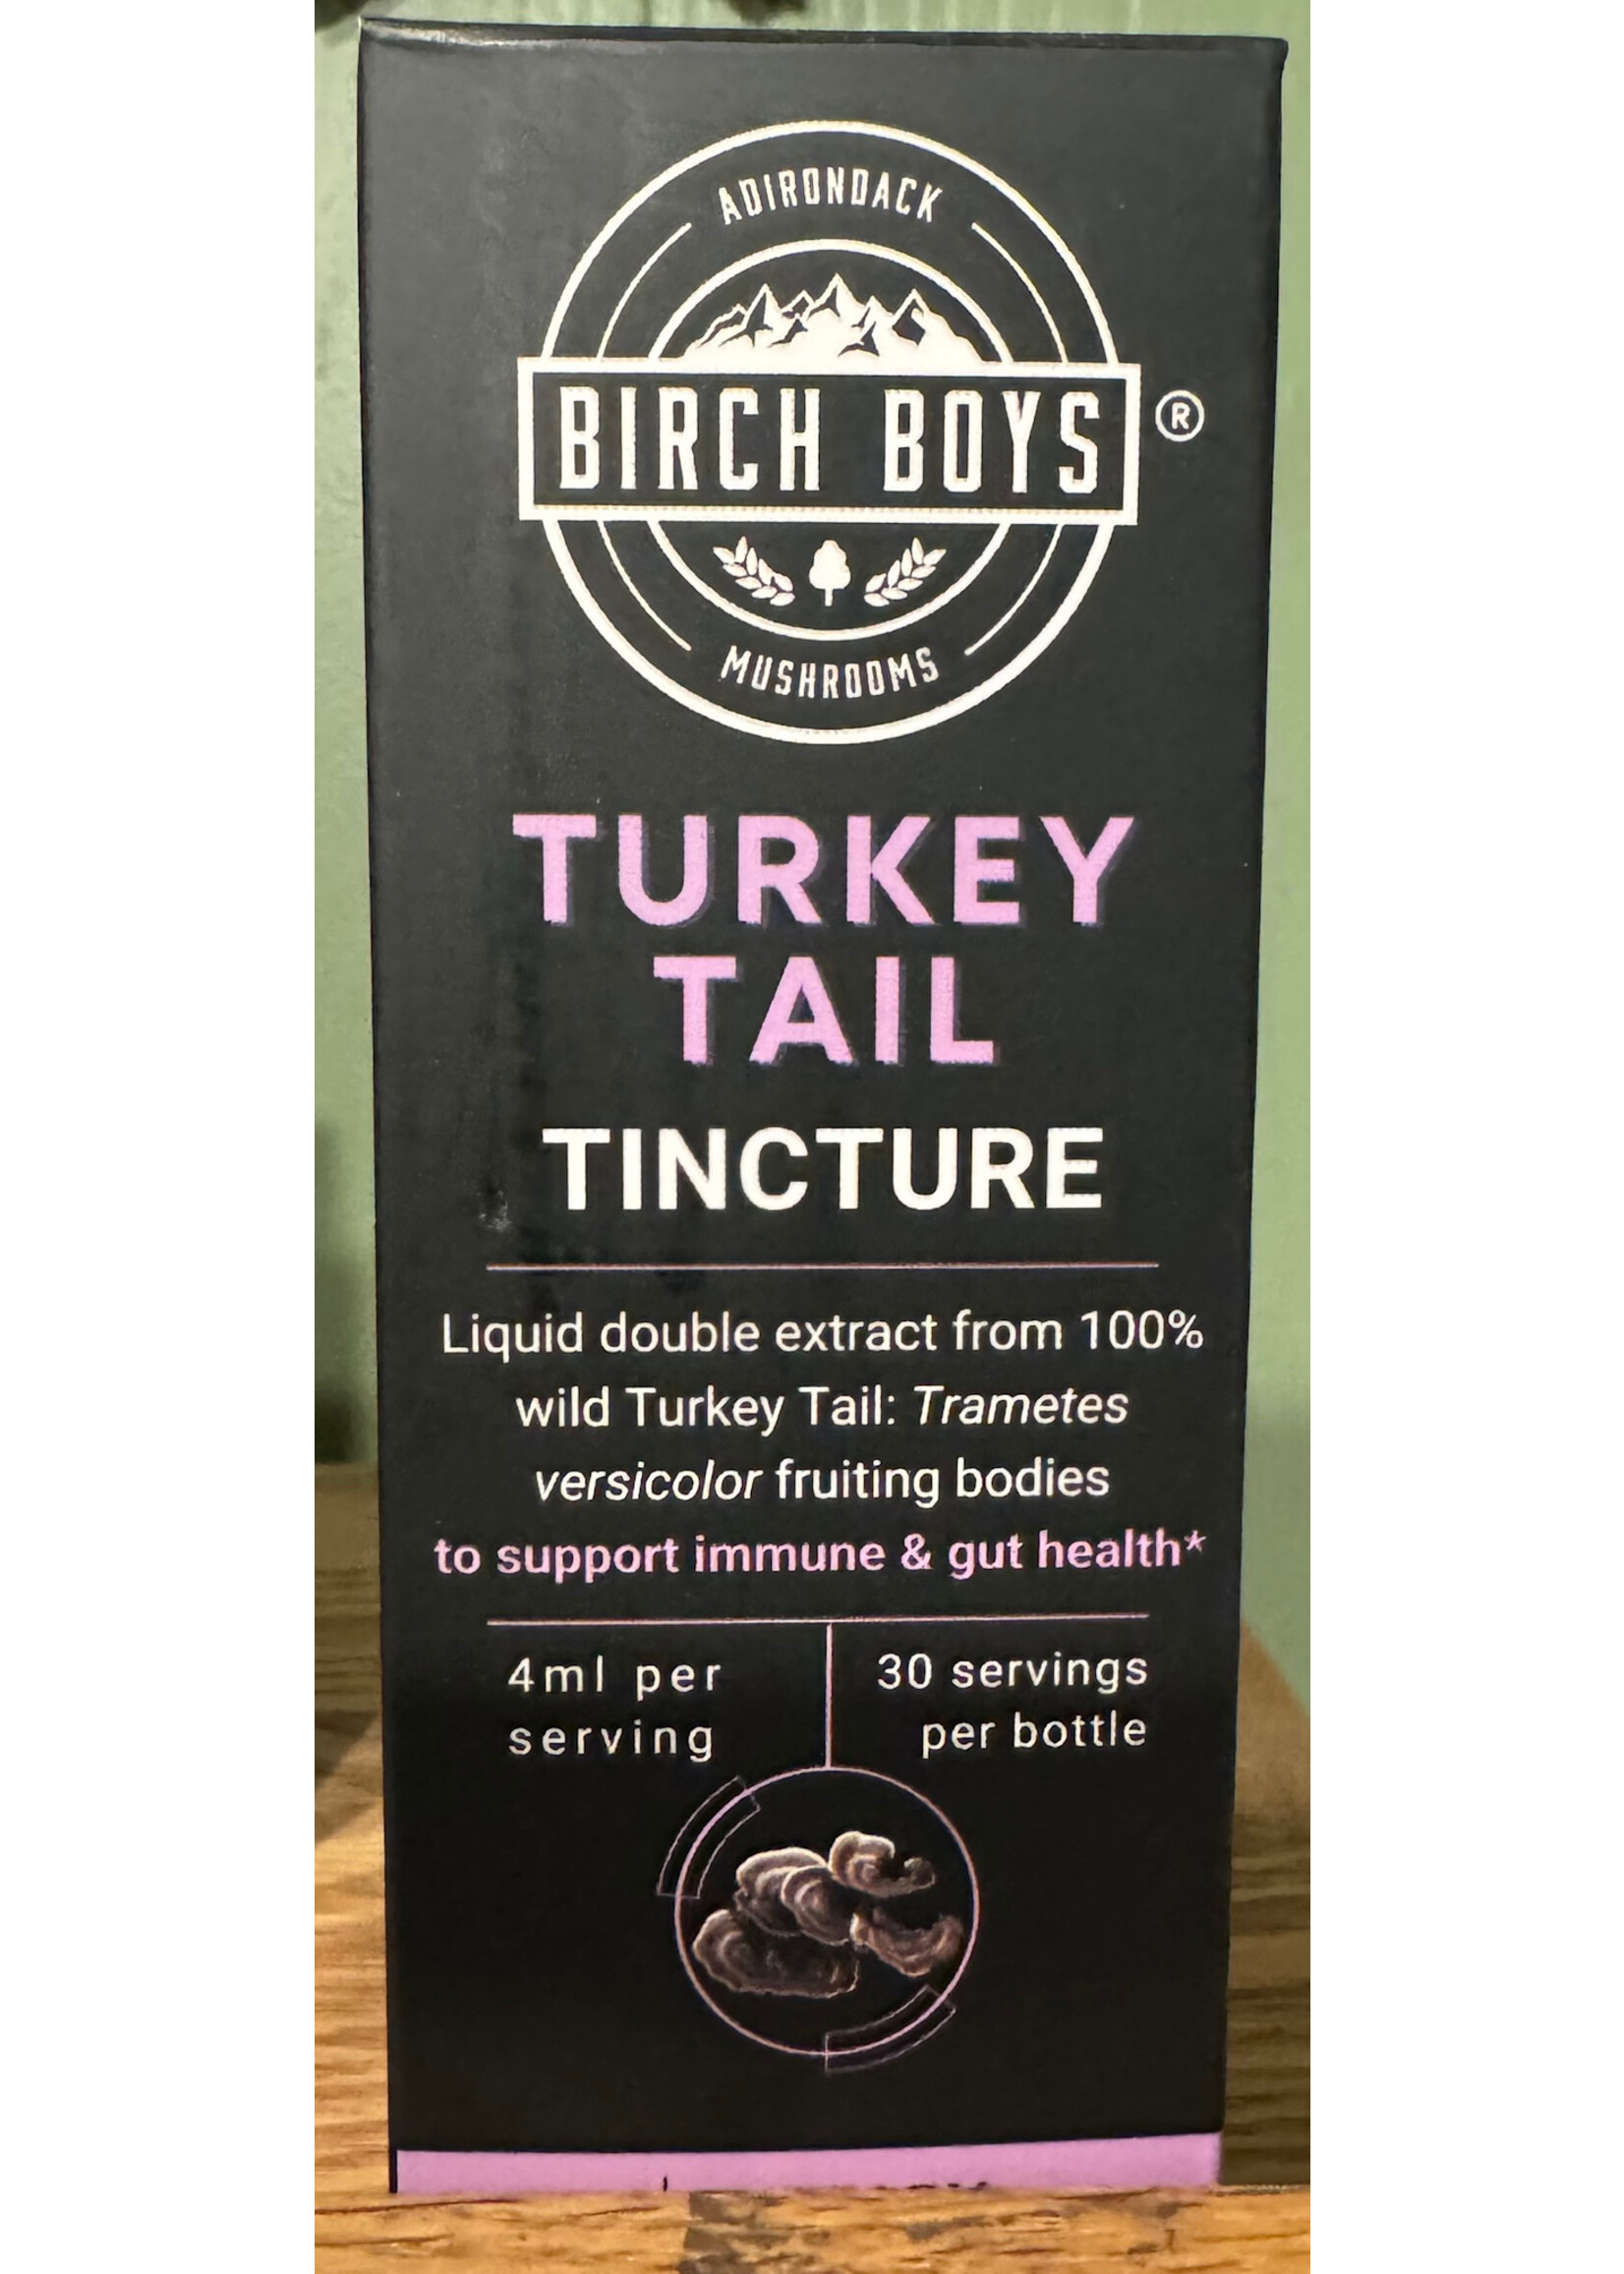 ADIRONDACK
BIRCH BOYS ®
MUSHROOMS
TURKEY
TAIL
TINCTURE
Liquid double extract from 100%
wild Turkey Tail: Trametes
versicolor fruiting bodies
to support immune & gut health*
4ml per
serving
30 servings
per bottle